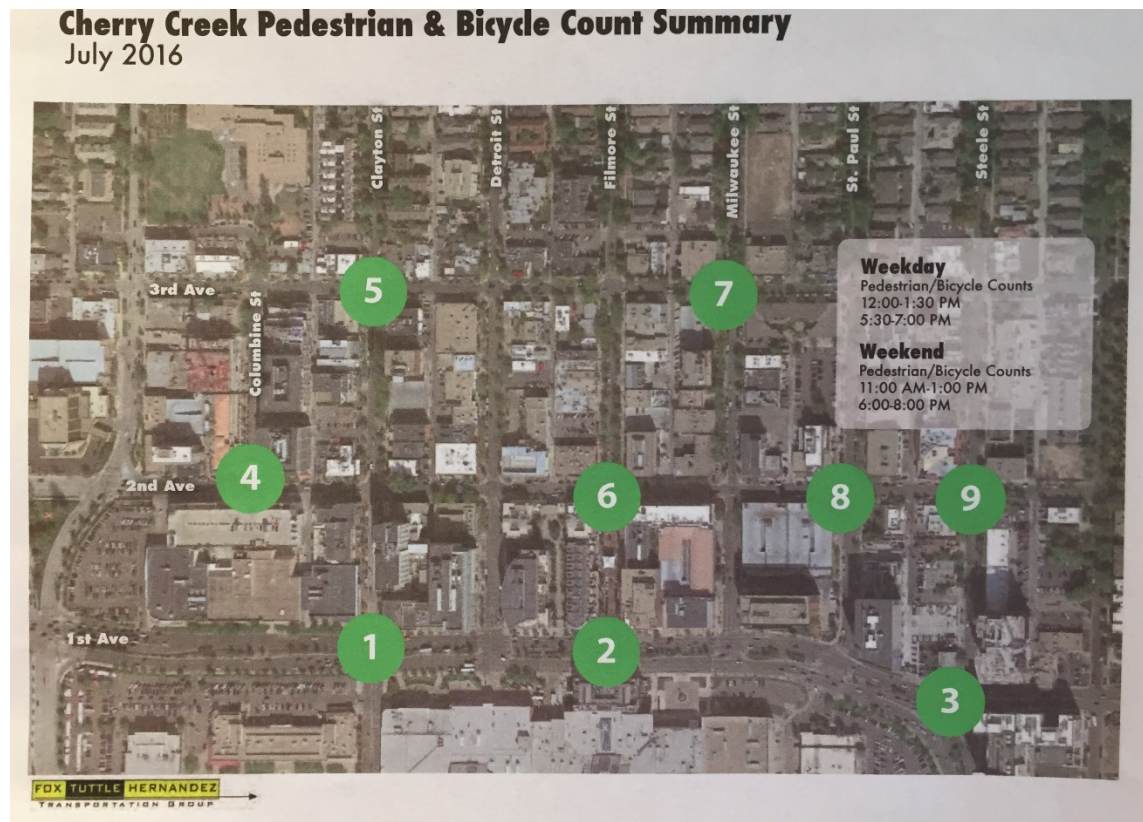 Cherry Creek Pedestrian & Bicycle Count Summary
July 2016
Clayton St
Detroit St
Filmore St
Milwaukee St
St. Paul St
Steele St
Weekday
Pedestrian/Bicycle Counts
12:00-1:30 PM
5:30-7:00 PM
Weekend
Pedestrian/Bicycle Counts
11:00 AM-1:00 PM
6:00-8:00 PM
3rd Ave
5
7
Columbine St
4
2nd Ave
6
8
9
1st Ave
1
2
3
FOX TUTTLE HERNANDEZ
TRANSPORTATION GROUP